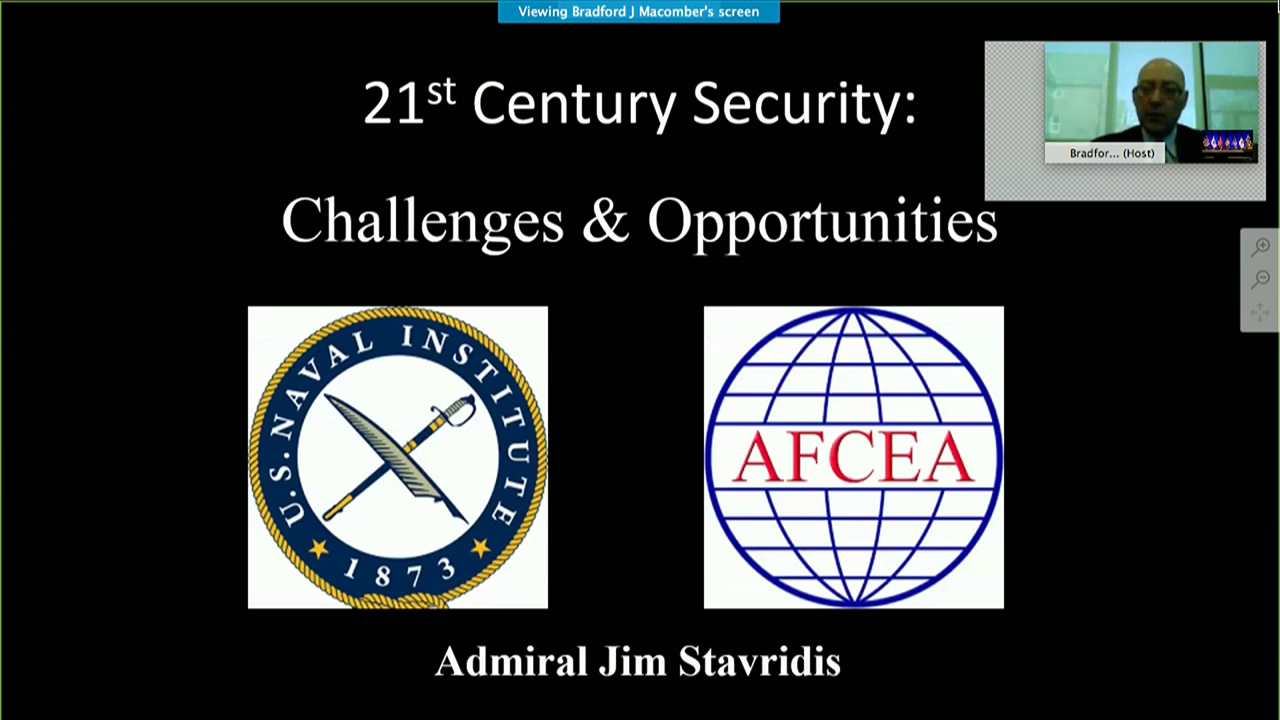 Viewing Bradford J Macomber's screen
21st Century Security:
Bradfor... (Host)
Challenges & Opportunities
U.S. NAVAL INSTITUTE
1873
AFCEA
Admiral Jim Stavridis